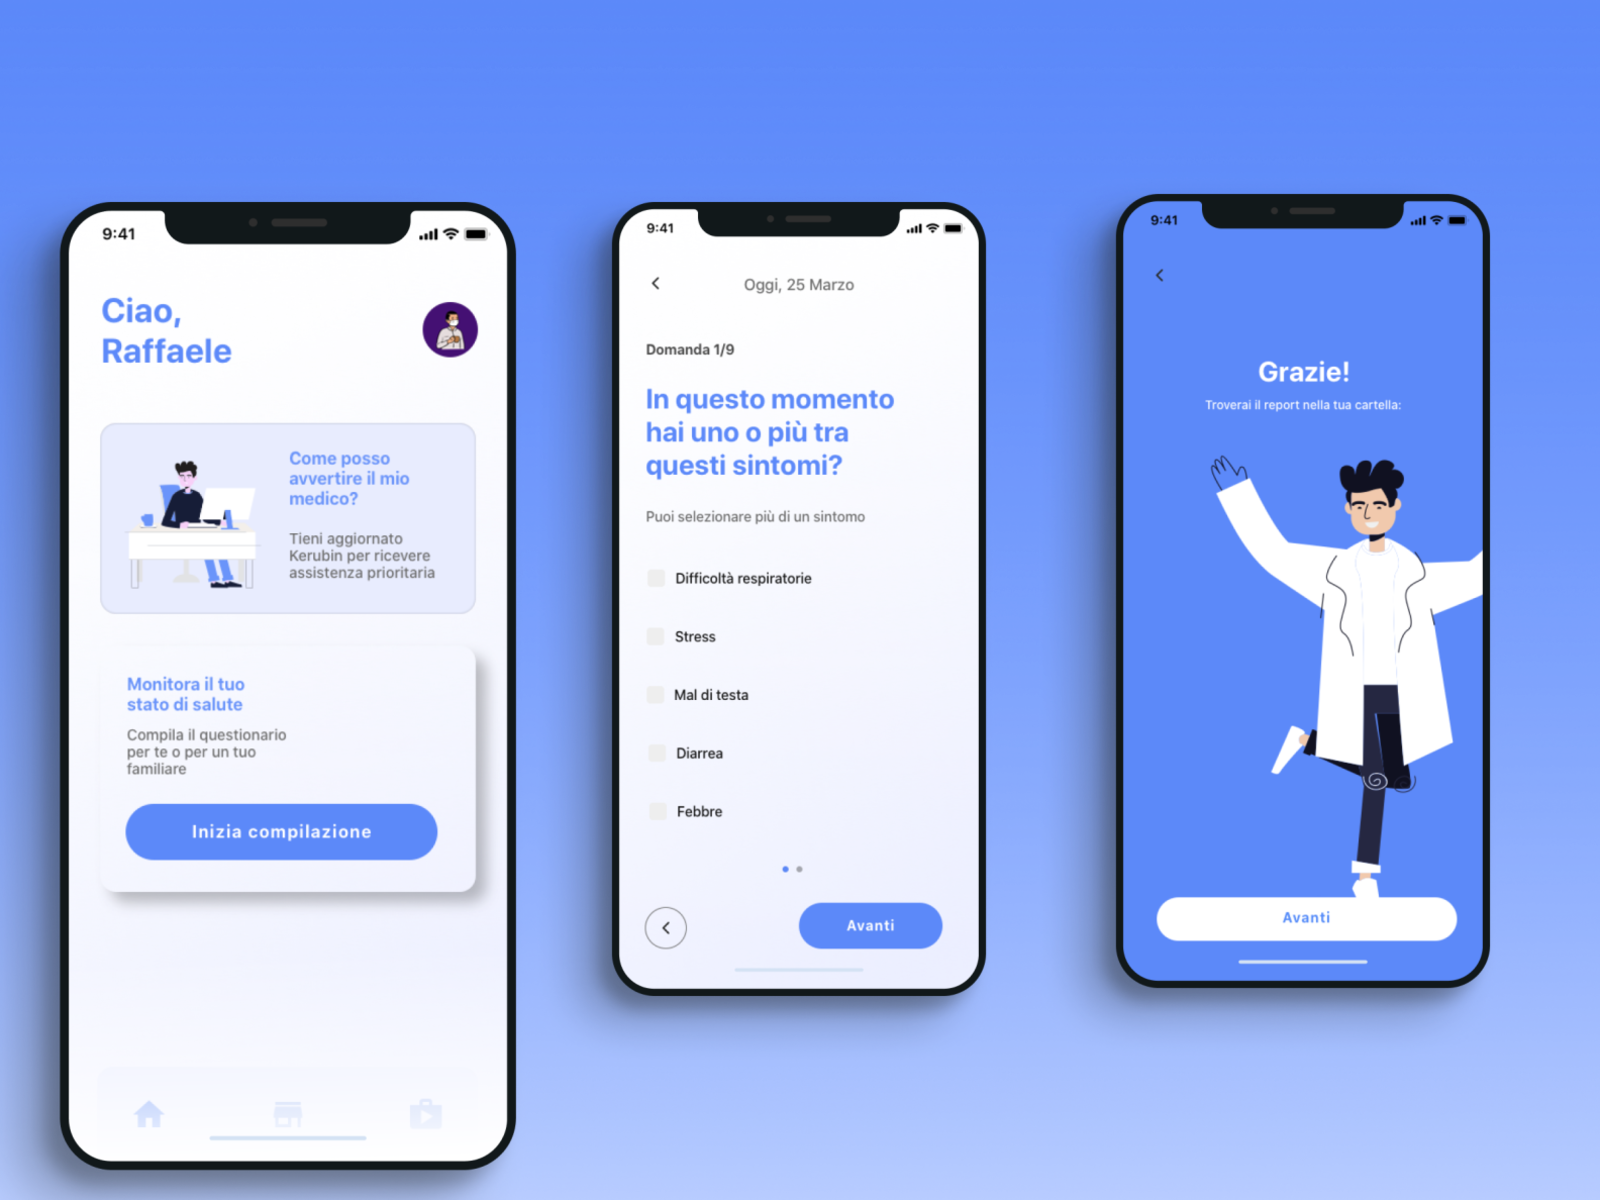 9:41
Ciao,
Raffaele
Come posso
avvertire il mio
medico?
Tieni aggiornato
Kerubin per ricevere
assistenza prioritaria
Monitora il tuo
stato di salute
Compila il questionario
per te o per un tuo
familiare
Inizia compilazione
9:41
Oggi, 25 Marzo
Domanda 1/9
In questo momento
hai uno o più tra
questi sintomi?
Puoi selezionare più di un sintomo
Difficoltà respiratorie
Stress
Mal di testa
Diarrea
Febbre
Avanti
9:41
Grazie!
Troverai il report nella tua cartella:
Avanti